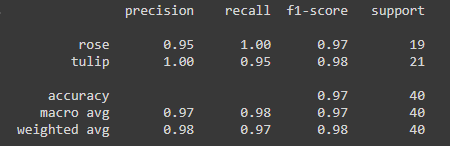 precision recall f1-score support
rose 0.95 1.00 0.97 19
tulip 1.00 0.95 0.98 21
accuracy 0.97 40
macro avg 0.97 0.98 0.97 40
weighted avg 0.98 0.97 0.98 40